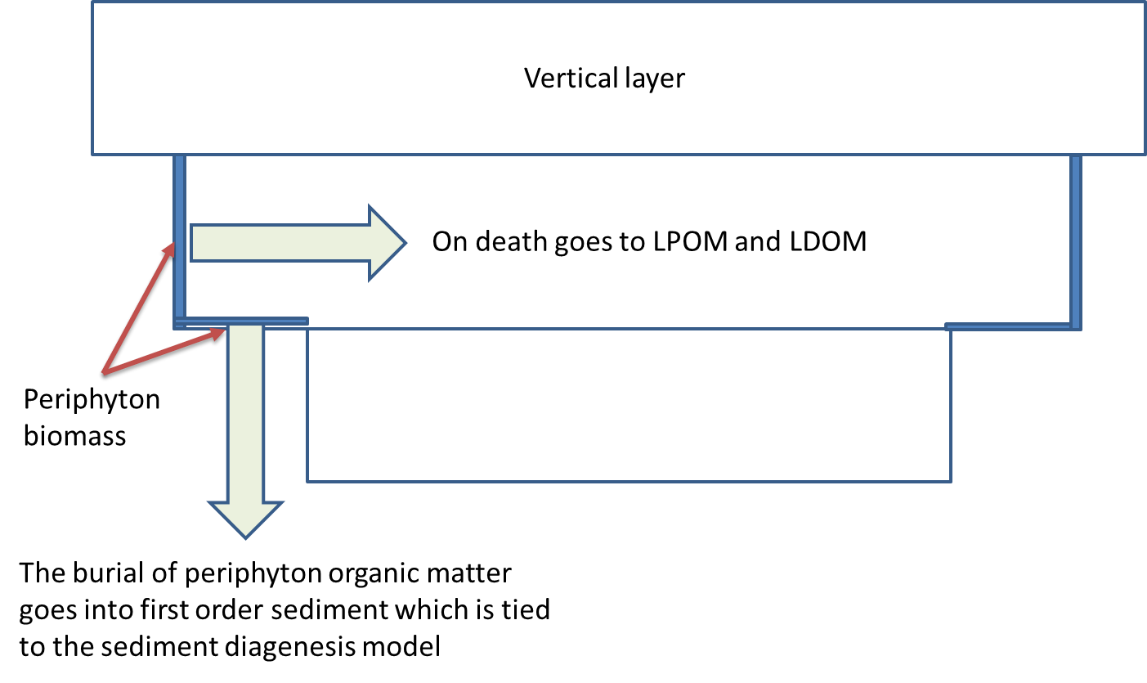 Vertical layer
On death goes to LPOM and LDOM
Periphyton
biomass
The burial of periphyton organic matter
goes into first order sediment which is tied
to the sediment diagenesis model